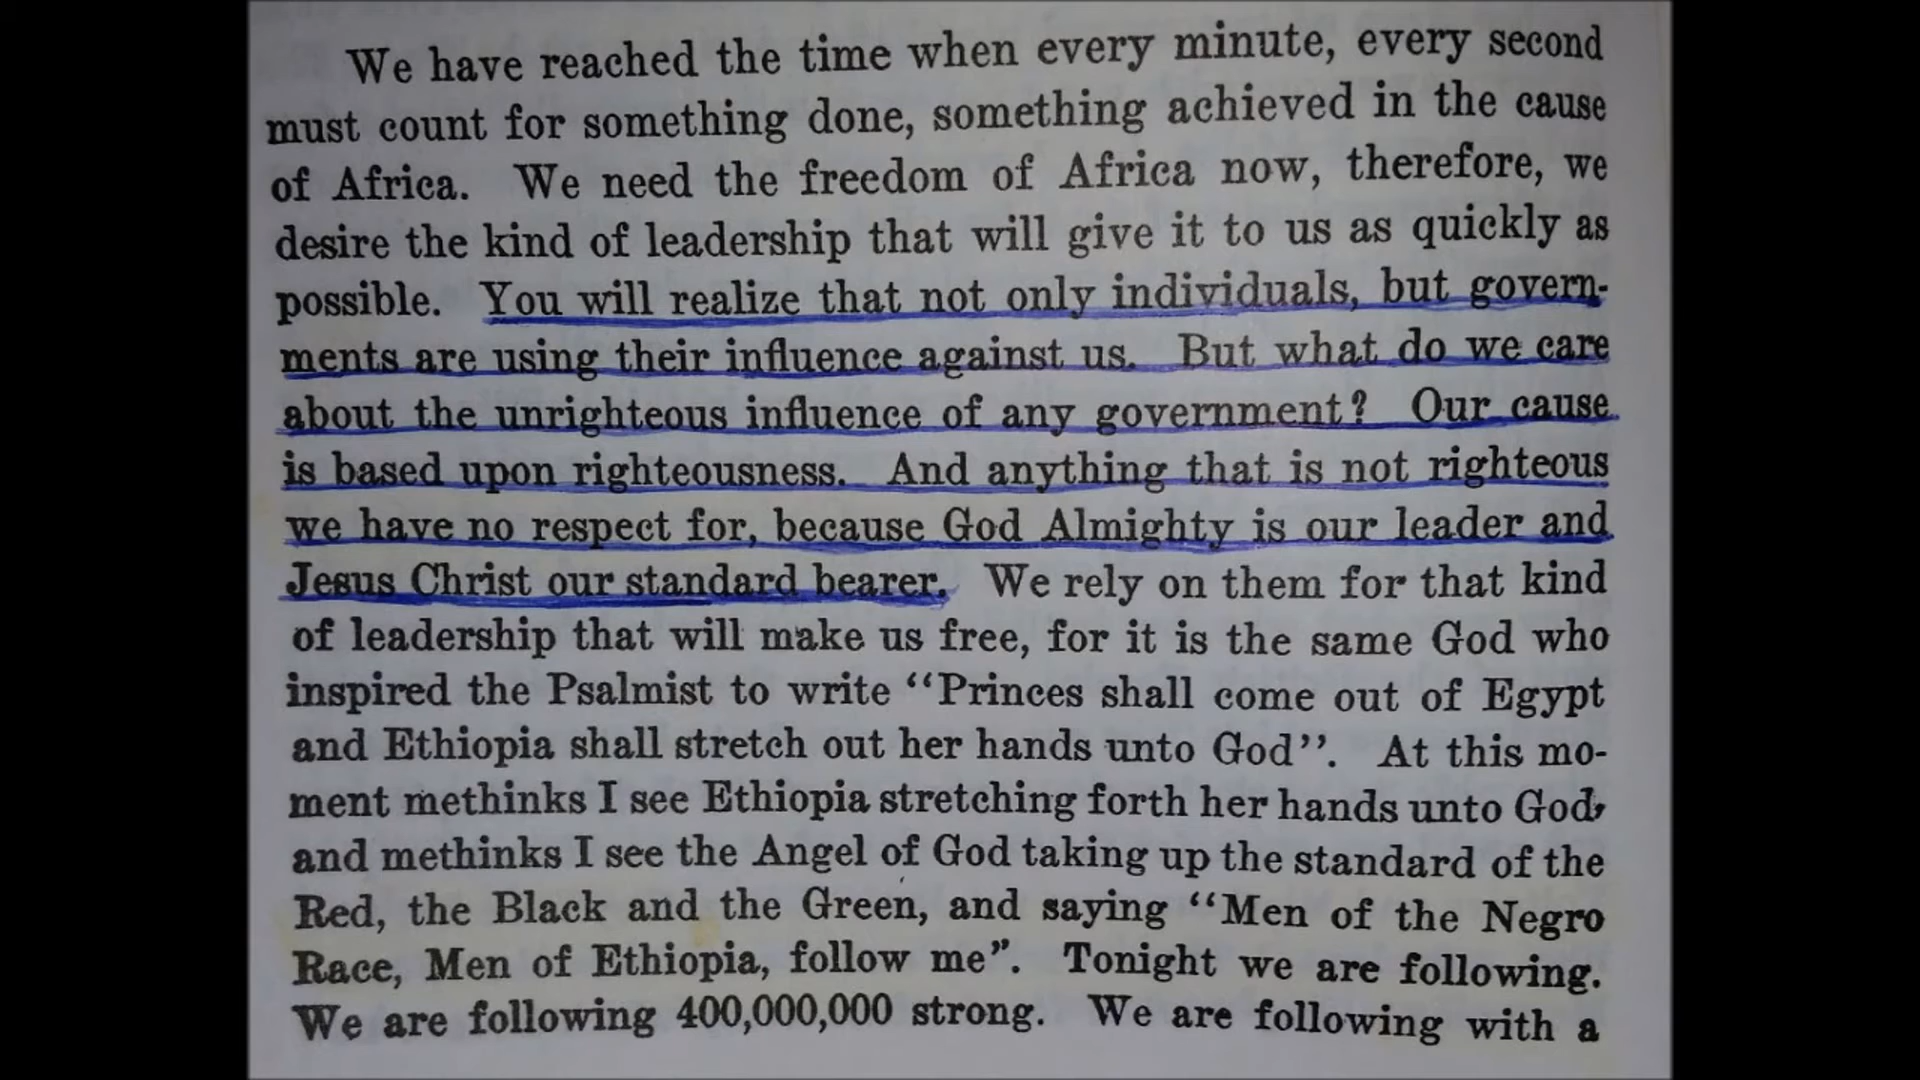 We have reached the time when every minute, every second
must count for something done, something achieved in the cause
of Africa. We need the freedom of Africa now, therefore, we
desire the kind of leadership that will give it to us as quickly as
possible. You will realize that not only individuals, but govern-
ments are using their influence against us. But what do we care
about the unrighteous influence of any government? Our cause
is based upon righteousness. And anything that is not righteous
we have no respect for, because God Almighty is our leader and
Jesus Christ our standard bearer. We rely on them for that kind
of leadership that will make us free, for it is the same God who
inspired the Psalmist to write “Princes shall come out of Egypt
and Ethiopia shall stretch out her hands unto God”. At this mo-
ment methinks I see Ethiopia stretching forth her hands unto God,
and methinks I see the Angel of God taking up the standard of the
Red, the Black and the Green, and saying “Men of the Negro
Race, Men of Ethiopia, follow me”. Tonight we are following.
We are following 400,000,000 strong. We are following with a